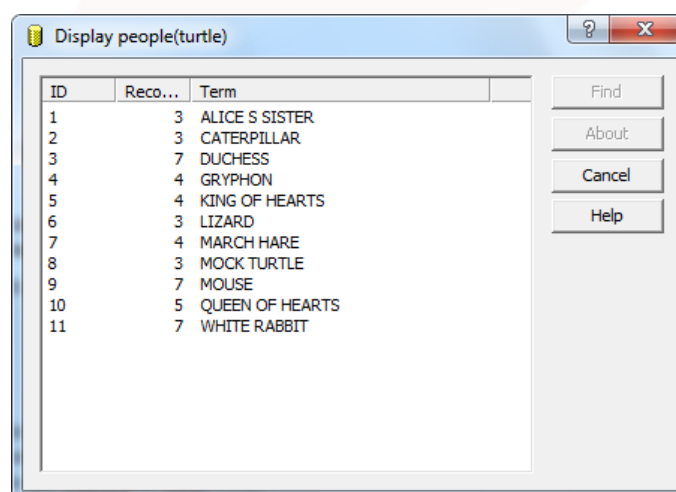 Display people(turtle)
ID Reco... Term
1 3 ALICE S SISTER
2 3 CATERPILLAR
3 7 DUCHESS
4 4 GRYPHON
5 4 KING OF HEARTS
6 3 LIZARD
7 4 MARCH HARE
8 3 MOCK TURTLE
9 7 MOUSE
10 5 QUEEN OF HEARTS
11 7 WHITE RABBIT
Find
About
Cancel
Help